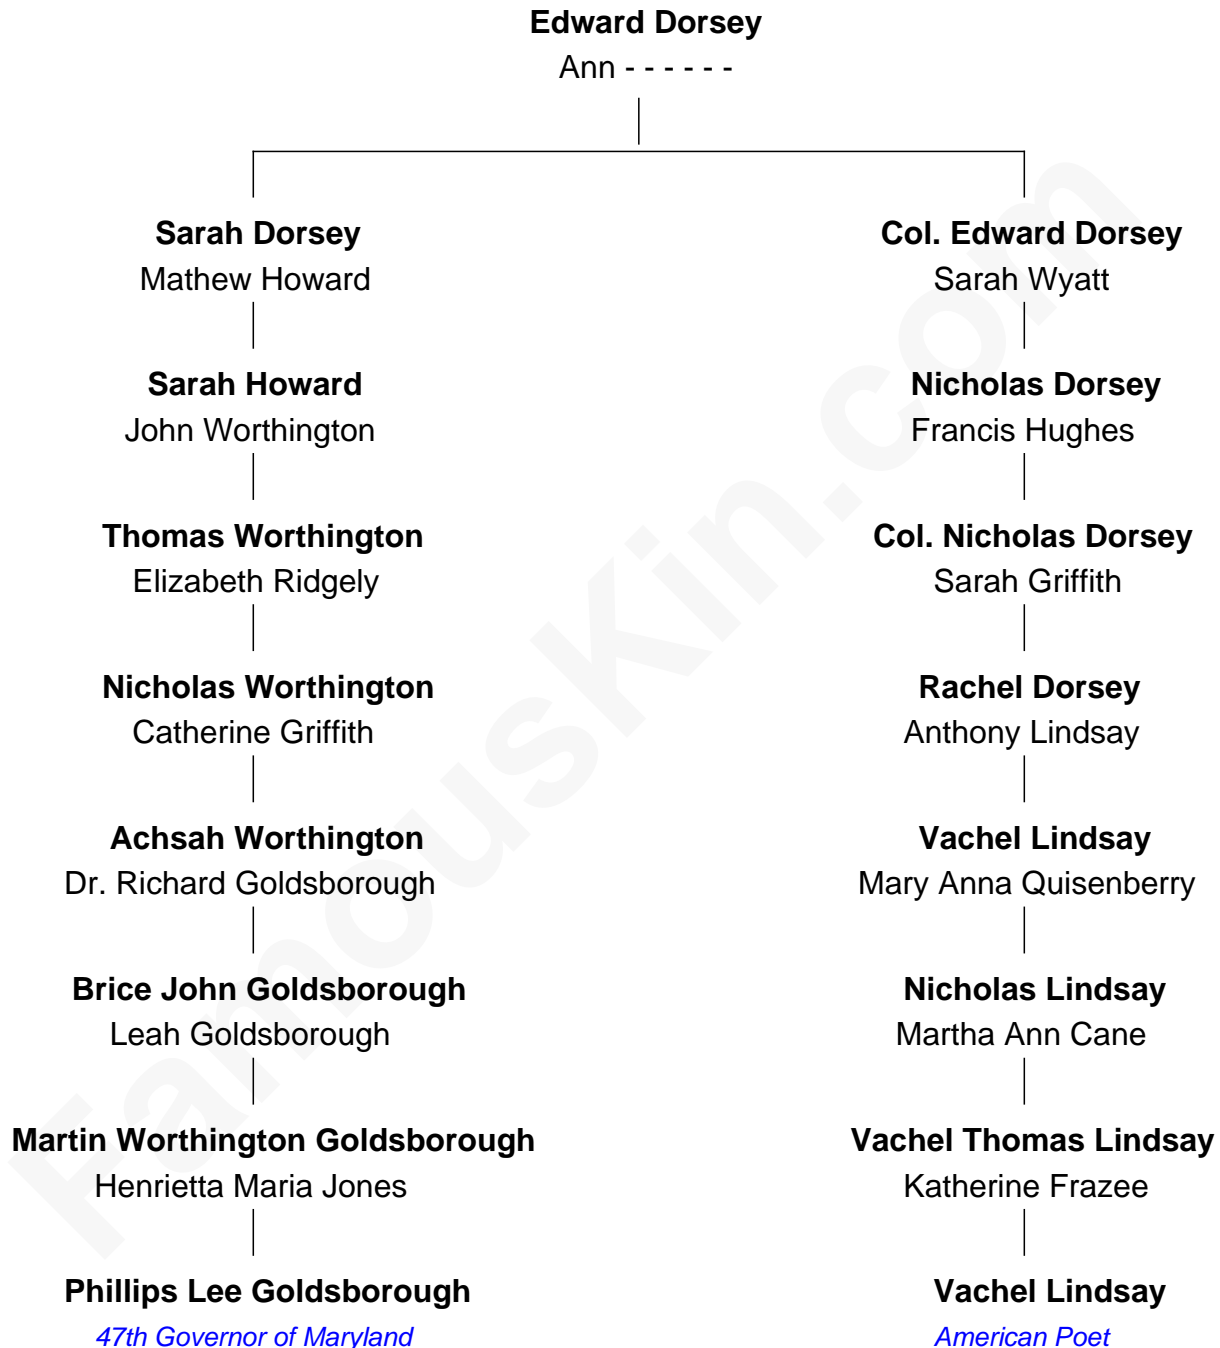 Edward Dorsey
Ann - - - - - -
Sarah Dorsey
Mathew Howard
Sarah Howard
John Worthington
Thomas Worthington
Elizabeth Ridgely
Nicholas Worthington
Catherine Griffith
Achsah Worthington
Dr. Richard Goldsborough
Brice John Goldsborough
Leah Goldsborough
Martin Worthington Goldsborough
Henrietta Maria Jones
Phillips Lee Goldsborough
47th Governor of Maryland
Col. Edward Dorsey
Sarah Wyatt
Nicholas Dorsey
Francis Hughes
Col. Nicholas Dorsey
Sarah Griffith
Rachel Dorsey
Anthony Lindsay
Vachel Lindsay
Mary Anna Quisenberry
Nicholas Lindsay
Martha Ann Cane
Vachel Thomas Lindsay
Katherine Frazee
Vachel Lindsay
American Poet
FamousKin.com